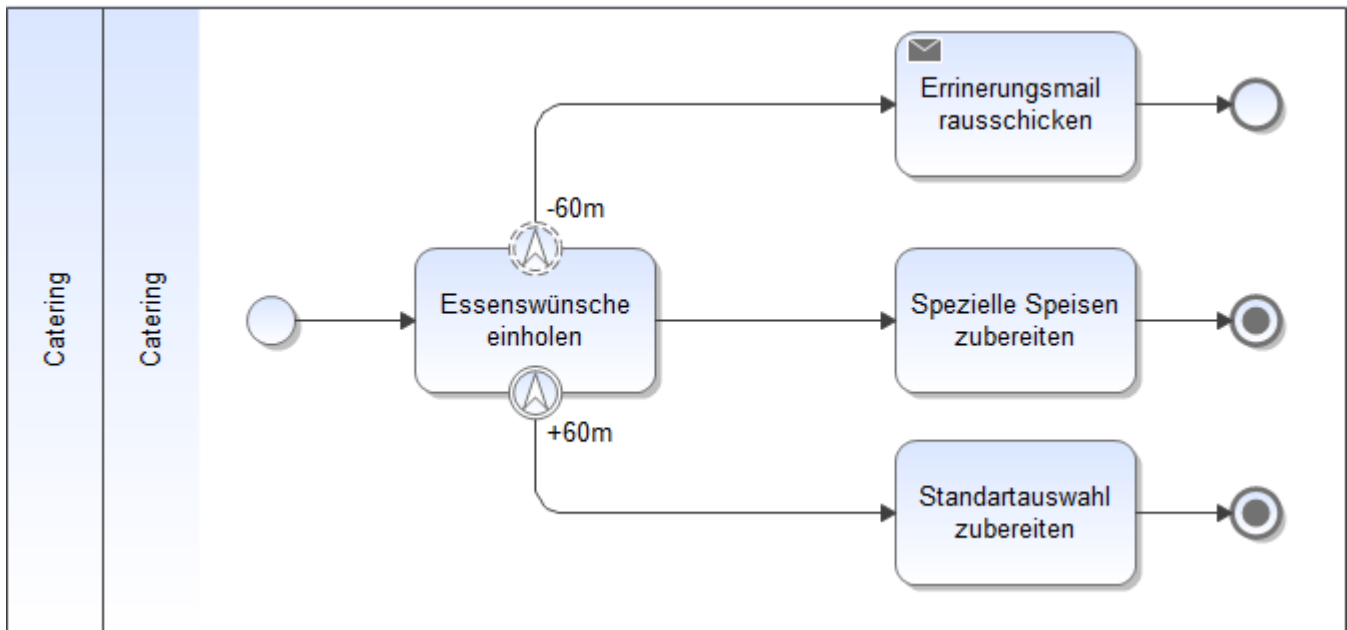 Catering
Catering
Errinerungsmail
rausschicken
-60m
Essenswünsche
einholen
Spezielle Speisen
zubereiten
+60m
Standartauswahl
zubereiten